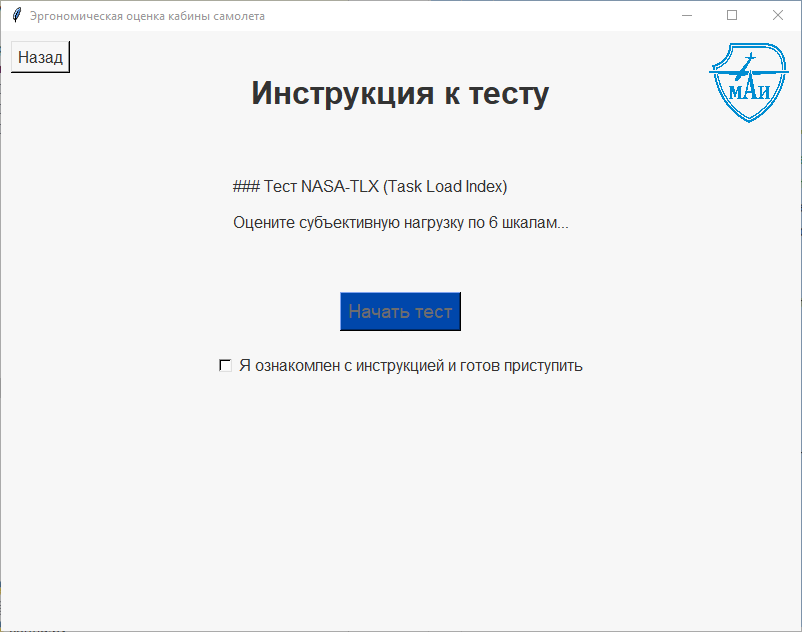 Эргономическая оценка кабины самолета
Назад
МАИ
Инструкция к тесту
### Тест NASA-TLX (Task Load Index)
Оцените субъективную нагрузку по 6 шкалам...
Начать тест
Я ознакомлен с инструкцией и готов приступить